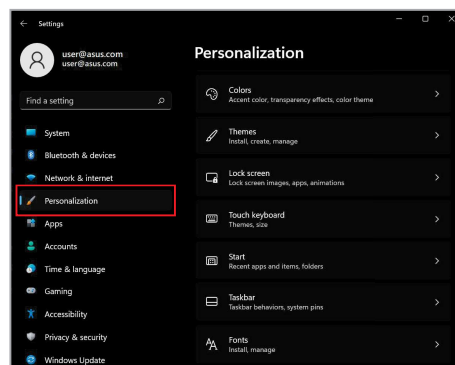 Settings
user@asus.com
user@asus.com
Find a setting
System
Bluetooth & devices
Network & internet
Personalization
Apps
Accounts
Time & language
Gaming
Accessibility
Privacy & security
Windows Update
Personalization
Colors
Accent color, transparency effects, color theme
Themes
Install, create, manage
Lock screen
Lock screen images, apps, animations
Touch keyboard
Themes, size
Start
Recent apps and items, folders
Taskbar
Taskbar behaviors, system pins
Fonts
Install, manage